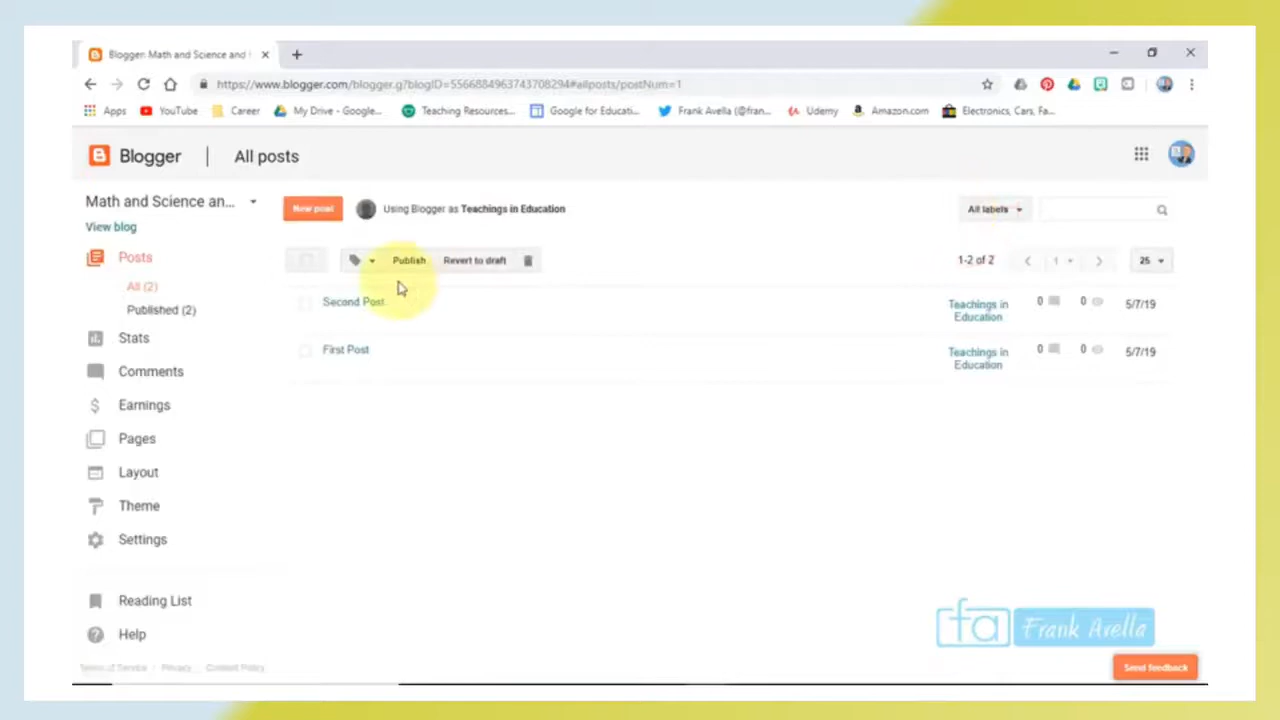 Blogger: Math and Science and
https://www.blogger.com/blogger.g?blogID=5566884963743708294#allposts/postNum=1
Apps YouTube Career My Drive - Google... Teaching Resources... Google for Educati... Frank Avella (@fran... Udemy Amazon.com Electronics, Cars, Fa...
Blogger | All posts
Math and Science an... New post Using Blogger as Teachings in Education All labels
View blog
Posts Publish Revert to draft 1-2 of 2 1 25
All (2)
Published (2)
Second Post Teachings in Education 0 0 5/7/19
First Post Teachings in Education 0 0 5/7/19
Stats
Comments
Earnings
Pages
Layout
Theme
Settings
Reading List
Help
fa Frank Avella
Terms of Service Privacy Content Policy
Send feedback